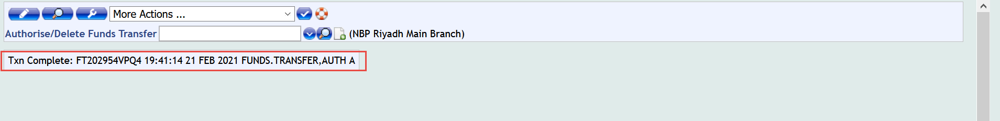 More Actions ...
Authorise/Delete Funds Transfer (NBP Riyadh Main Branch)
Txn Complete: FT202954VPQ4 19:41:14 21 FEB 2021 FUNDS.TRANSFER,AUTH A